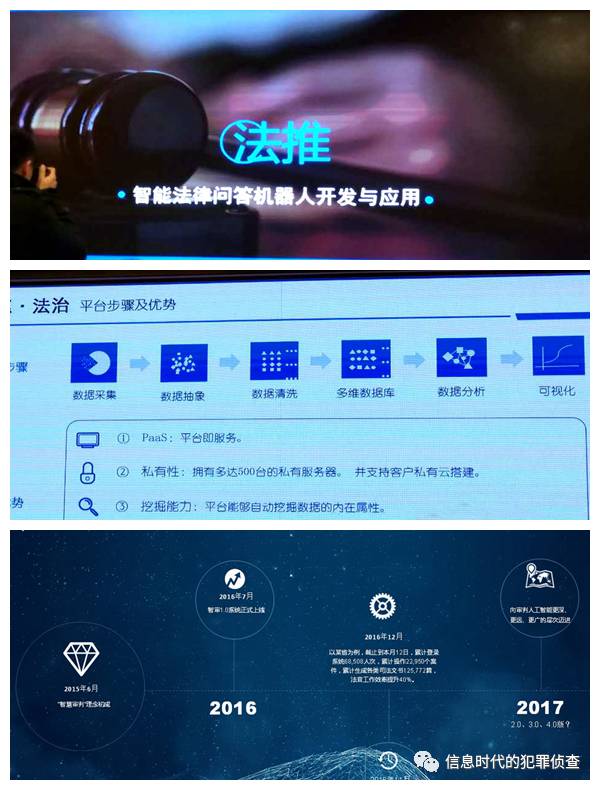 法推
智能法律问答机器人开发与应用
· 法治 平台步骤及优势
步骤
数据采集
数据抽象
数据清洗
多维数据库
数据分析
可视化
① PaaS：平台即服务。
② 私有性：拥有多达500台的私有服务器。 并支持客户私有云搭建。
③ 挖掘能力：平台能够自动挖掘数据的内在属性。
势
2016年7月
智审1.0系统正式上线
向审判人工智能更深、
更远、更广的层次迈进
2016年12月
以某省为例，截止到本月12日，累计登录
系统68,508人次，累计操作22,950个案
件，累计生成各类司法文书125,772篇，
法官工作效率提升40%。
2015年6月
“智慧审判”理念初成
2016
2017
2.0、3.0、4.0版？
2016年11月
信息时代的犯罪侦查